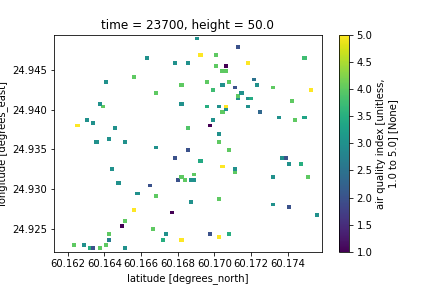 time = 23700, height = 50.0
longitude [degrees_east]
24.945
24.940
24.935
24.930
24.925
60.162 60.164 60.166 60.168 60.170 60.172 60.174
latitude [degrees_north]
5.0
4.5
4.0
3.5
3.0
2.5
2.0
1.5
1.0
air quality index [unitless,
1.0 to 5.0] [None]